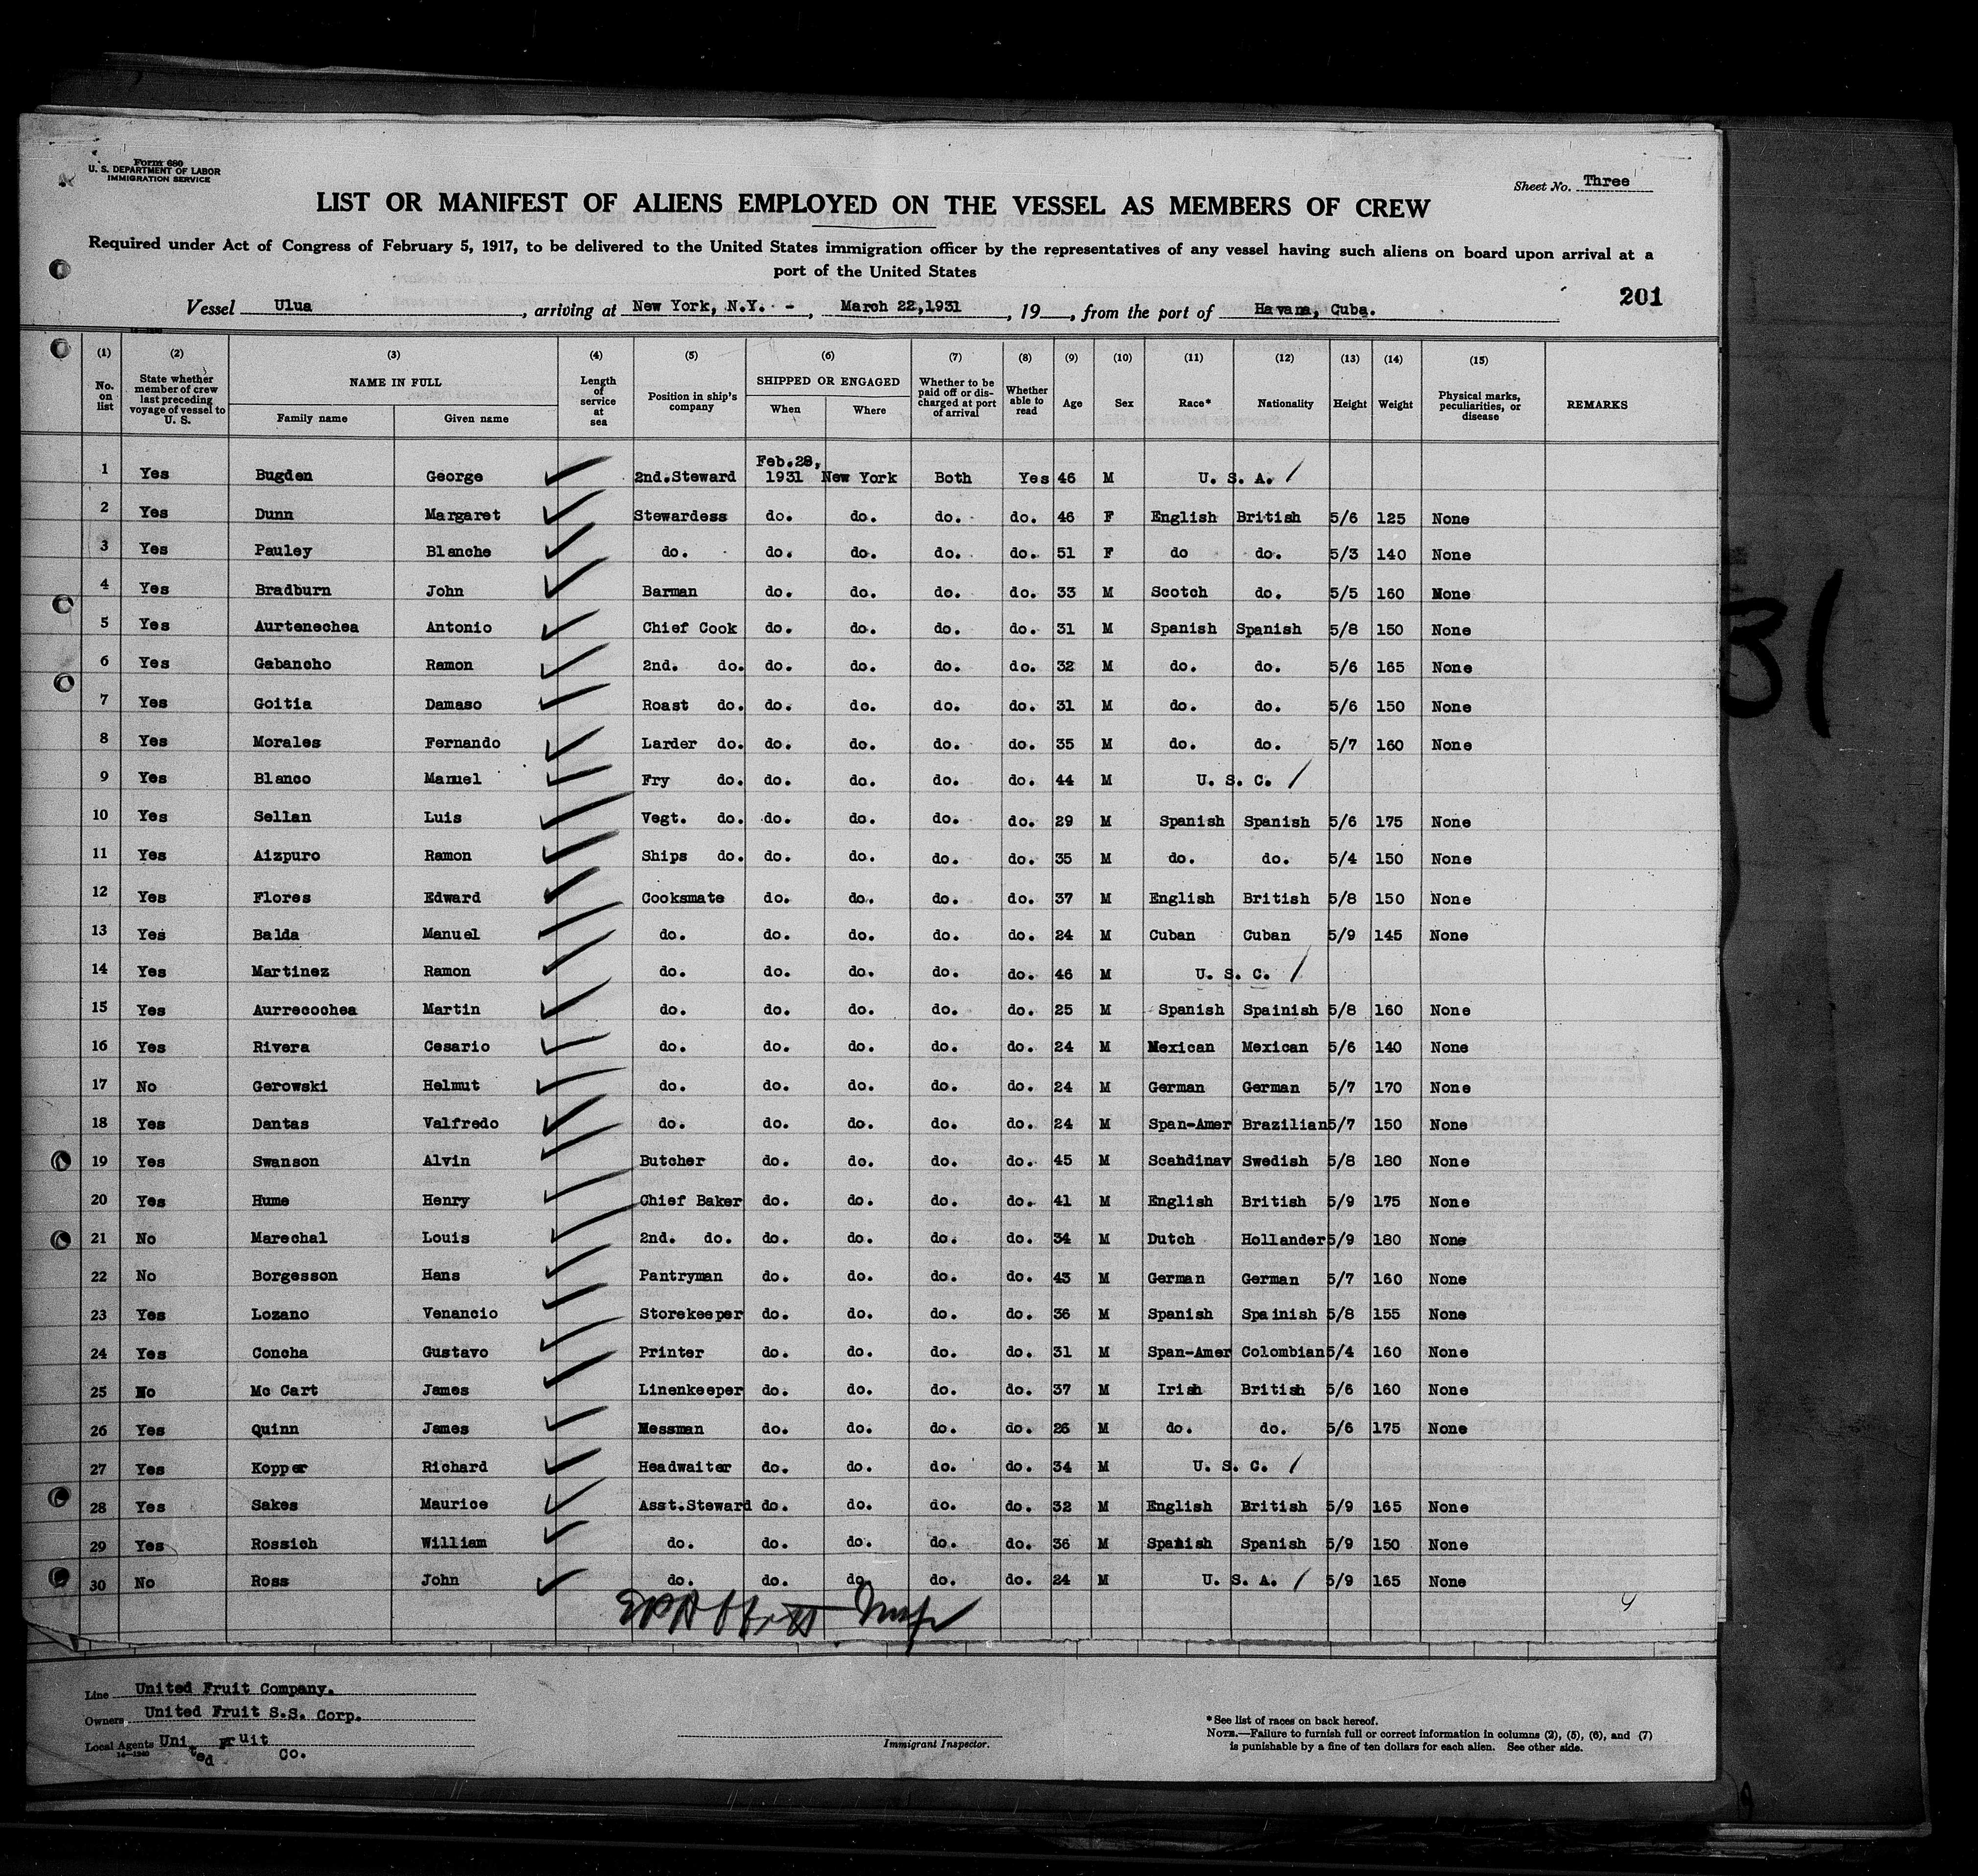 Form 680
U. S. DEPARTMENT OF LABOR
IMMIGRATION SERVICE
Sheet No. Three
LIST OR MANIFEST OF ALIENS EMPLOYED ON THE VESSEL AS MEMBERS OF CREW
Required under Act of Congress of February 5, 1917, to be delivered to the United States immigration officer by the representatives of any vessel having such aliens on board upon arrival at a
port of the United States
201
Vessel Ulua, arriving at New York, N.Y. -, March 22,1931, 19, from the port of Havana, Cuba.
(1) (2) (3) (4) (5) (6) (7) (8) (9) (10) (11) (12) (13) (14) (15)
No. on list State whether member of crew last preceding voyage of vessel to U. S. NAME IN FULL Family name Given name Length of service at sea Position in ship's company SHIPPED OR ENGAGED When Where Whether to be paid off or discharged at port of arrival Whether able to read Age Sex Race* Nationality Height Weight Physical marks, peculiarities, or disease REMARKS
1 Yes Bugden George 2nd.Steward Feb.28, 1931 New York Both Yes 46 M U. S. A. /
2 Yes Dunn Margaret Stewardess do. do. do. do. 46 F English British 5/6 125 None
3 Yes Pauley Blanche do. do. do. do. do. 51 F do do. 5/3 140 None
4 Yes Bradburn John Barman do. do. do. do. 33 M Scotch do. 5/5 160 None
5 Yes Aurtenechea Antonio Chief Cook do. do. do. do. 31 M Spanish Spanish 5/8 150 None
6 Yes Gabancho Ramon 2nd. do. do. do. do. do. 32 M do. do. 5/6 165 None
7 Yes Goitia Damaso Roast do. do. do. do. do. 31 M do. do. 5/6 150 None
8 Yes Morales Fernando Larder do. do. do. do. do. 35 M do. do. 5/7 160 None
9 Yes Blanco Manuel Fry do. do. do. do. do. 44 M U. S. C. /
10 Yes Sellan Luis Vegt. do. do. do. do. do. 29 M Spanish Spanish 5/6 175 None
11 Yes Aizpuro Ramon Ships do. do. do. do. do. 35 M do. do. 5/4 150 None
12 Yes Flores Edward Cooksmate do. do. do. do. 37 M English British 5/8 150 None
13 Yes Balda Manuel do. do. do. do. do. 24 M Cuban Cuban 5/9 145 None
14 Yes Martinez Ramon do. do. do. do. do. 46 M U. S. C. /
15 Yes Aurrecochea Martin do. do. do. do. do. 25 M Spanish Spainish 5/8 160 None
16 Yes Rivera Cesario do. do. do. do. do. 24 M Mexican Mexican 5/6 140 None
17 No Gerowski Helmut do. do. do. do. do. 24 M German German 5/7 170 None
18 Yes Dantas Valfredo do. do. do. do. do. 24 M Span-Amer Brazilian 5/7 150 None
19 Yes Swanson Alvin Butcher do. do. do. do. 45 M Scahdinav Swedish 5/8 180 None
20 Yes Hume Henry Chief Baker do. do. do. do. 41 M English British 5/9 175 None
21 No Marechal Louis 2nd. do. do. do. do. do. 34 M Dutch Hollander 5/9 180 None
22 No Borgesson Hans Pantryman do. do. do. do. 43 M German German 5/7 160 None
23 Yes Lozano Venancio Storekeeper do. do. do. do. 36 M Spanish Spainish 5/8 155 None
24 Yes Concha Gustavo Printer do. do. do. do. 31 M Span-Amer Colombian 5/4 160 None
25 No Mc Cart James Linenkeeper do. do. do. do. 37 M Irish British 5/6 160 None
26 Yes Quinn James Messman do. do. do. do. 26 M do. do. 5/6 175 None
27 Yes Kopper Richard Headwaiter do. do. do. do. 34 M U. S. C. /
28 Yes Sakes Maurice Asst.Steward do. do. do. do. 32 M English British 5/9 165 None
29 Yes Rossich William do. do. do. do. do. 36 M Spanish Spanish 5/9 150 None
30 No Ross John do. do. do. do. do. 24 M U. S. A. / 5/9 165 None
4
Line United Fruit Company.
Owners United Fruit S.S. Corp.
Local Agents United Fruit Co.
14—1240
Immigrant Inspector.
* See list of races on back hereof.
NOTE.—Failure to furnish full or correct information in columns (2), (5), (6), and (7)
is punishable by a fine of ten dollars for each alien. See other side.
31